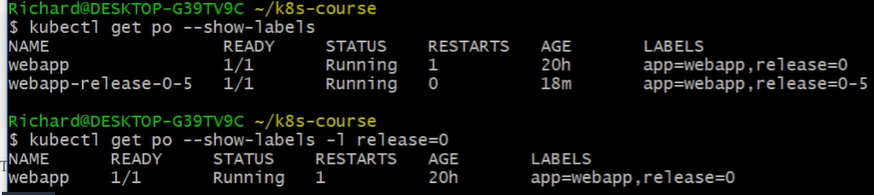 Richard@DESKTOP-G39TV9C ~/k8s-course
$ kubectl get po --show-labels
NAME READY STATUS RESTARTS AGE LABELS
webapp 1/1 Running 1 20h app=webapp,release=0
webapp-release-0-5 1/1 Running 0 18m app=webapp,release=0-5
Richard@DESKTOP-G39TV9C ~/k8s-course
$ kubectl get po --show-labels -l release=0
NAME READY STATUS RESTARTS AGE LABELS
webapp 1/1 Running 1 20h app=webapp,release=0